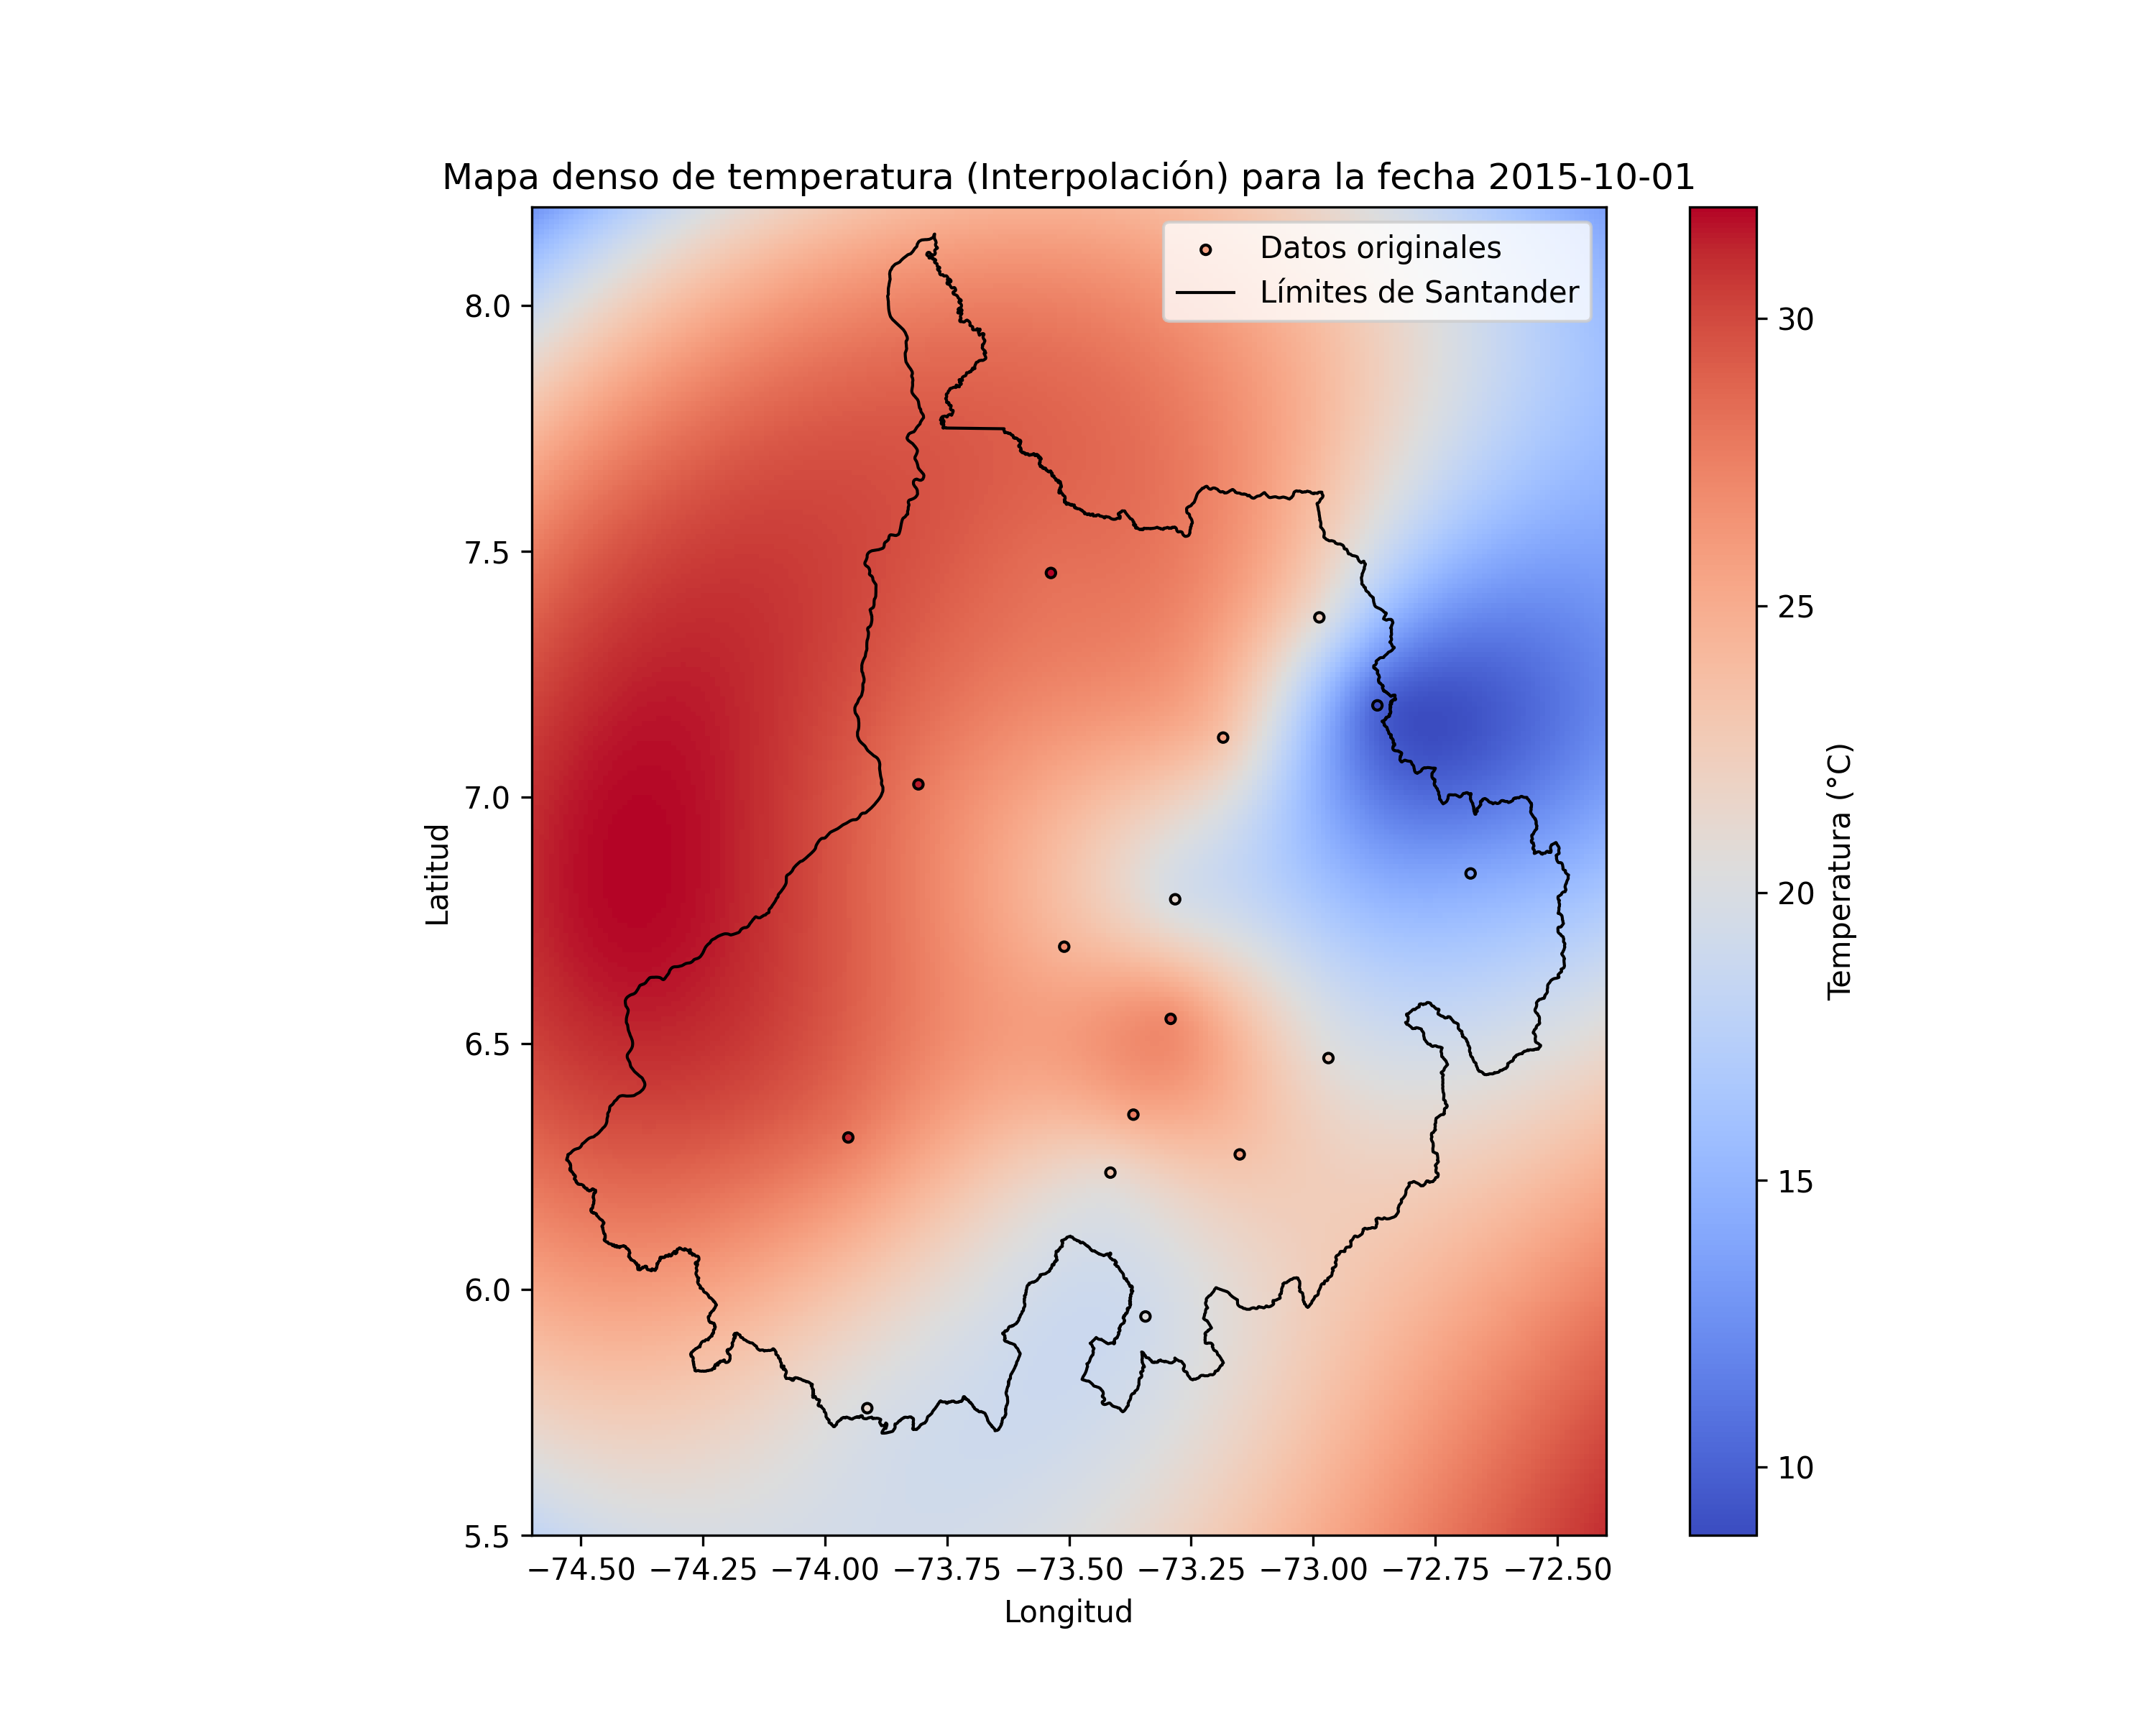 Mapa denso de temperatura (Interpolación) para la fecha 2015-10-01
Datos originales
Límites de Santander
8.0
7.5
7.0
6.5
6.0
5.5
Latitud
−74.50 −74.25 −74.00 −73.75 −73.50 −73.25 −73.00 −72.75 −72.50
Longitud
30
25
20
15
10
Temperatura (°C)